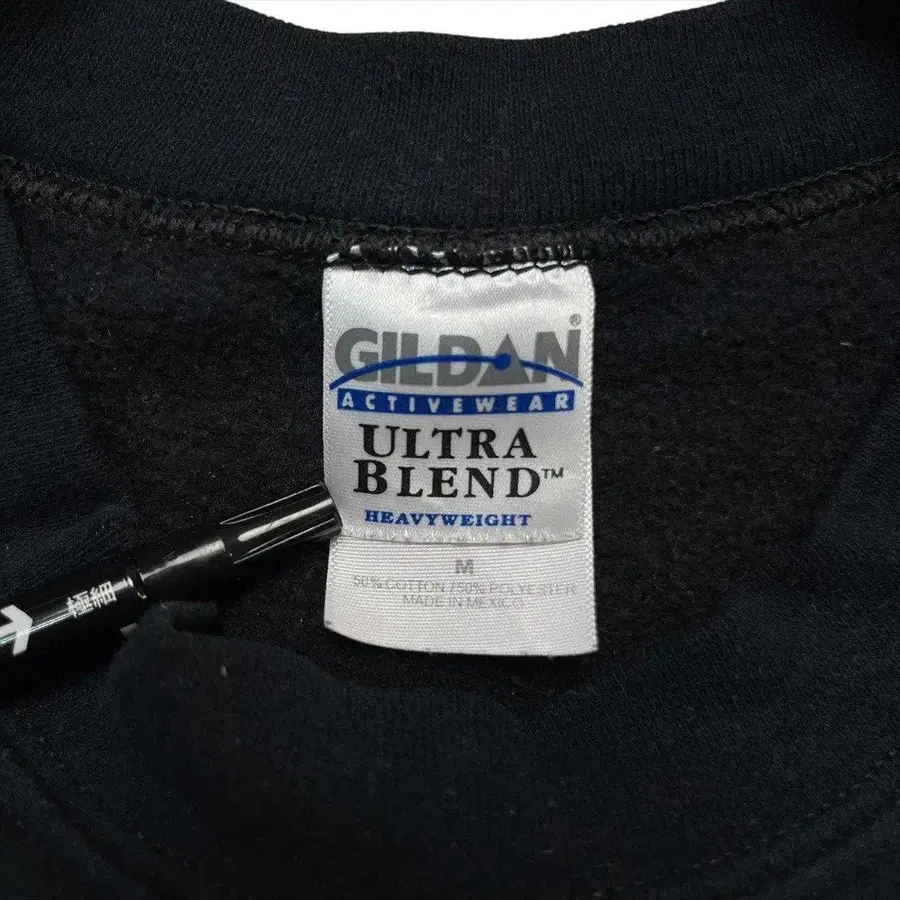 GILDAN®
ACTIVEWEAR
ULTRA
BLEND™
HEAVYWEIGHT
M
50% COTTON / 50% POLYESTER
MADE IN MEXICO
極細